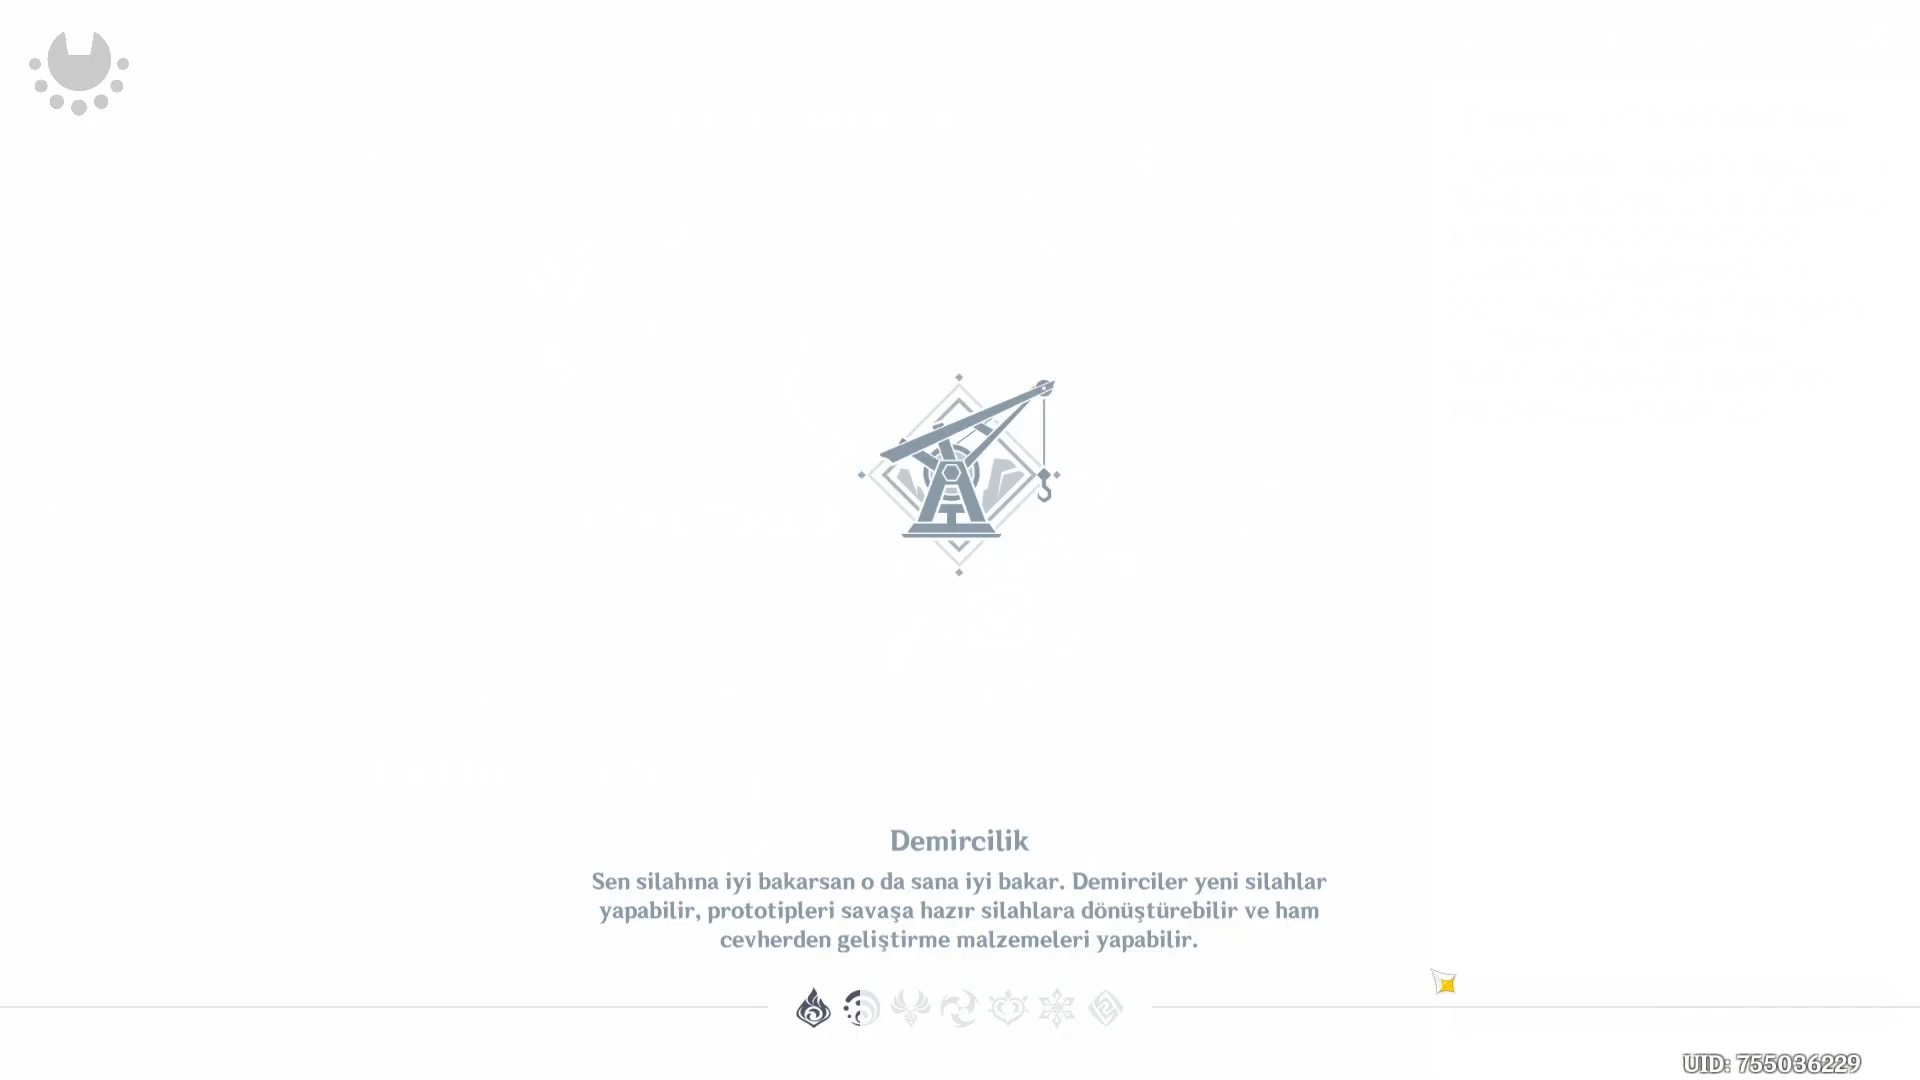 Demircilik
Sen silahına iyi bakarsan o da sana iyi bakar. Demirciler yeni silahlar
yapabilir, prototipleri savaşa hazır silahlara dönüştürebilir ve ham
cevherden geliştirme malzemeleri yapabilir.
UID: 755036229